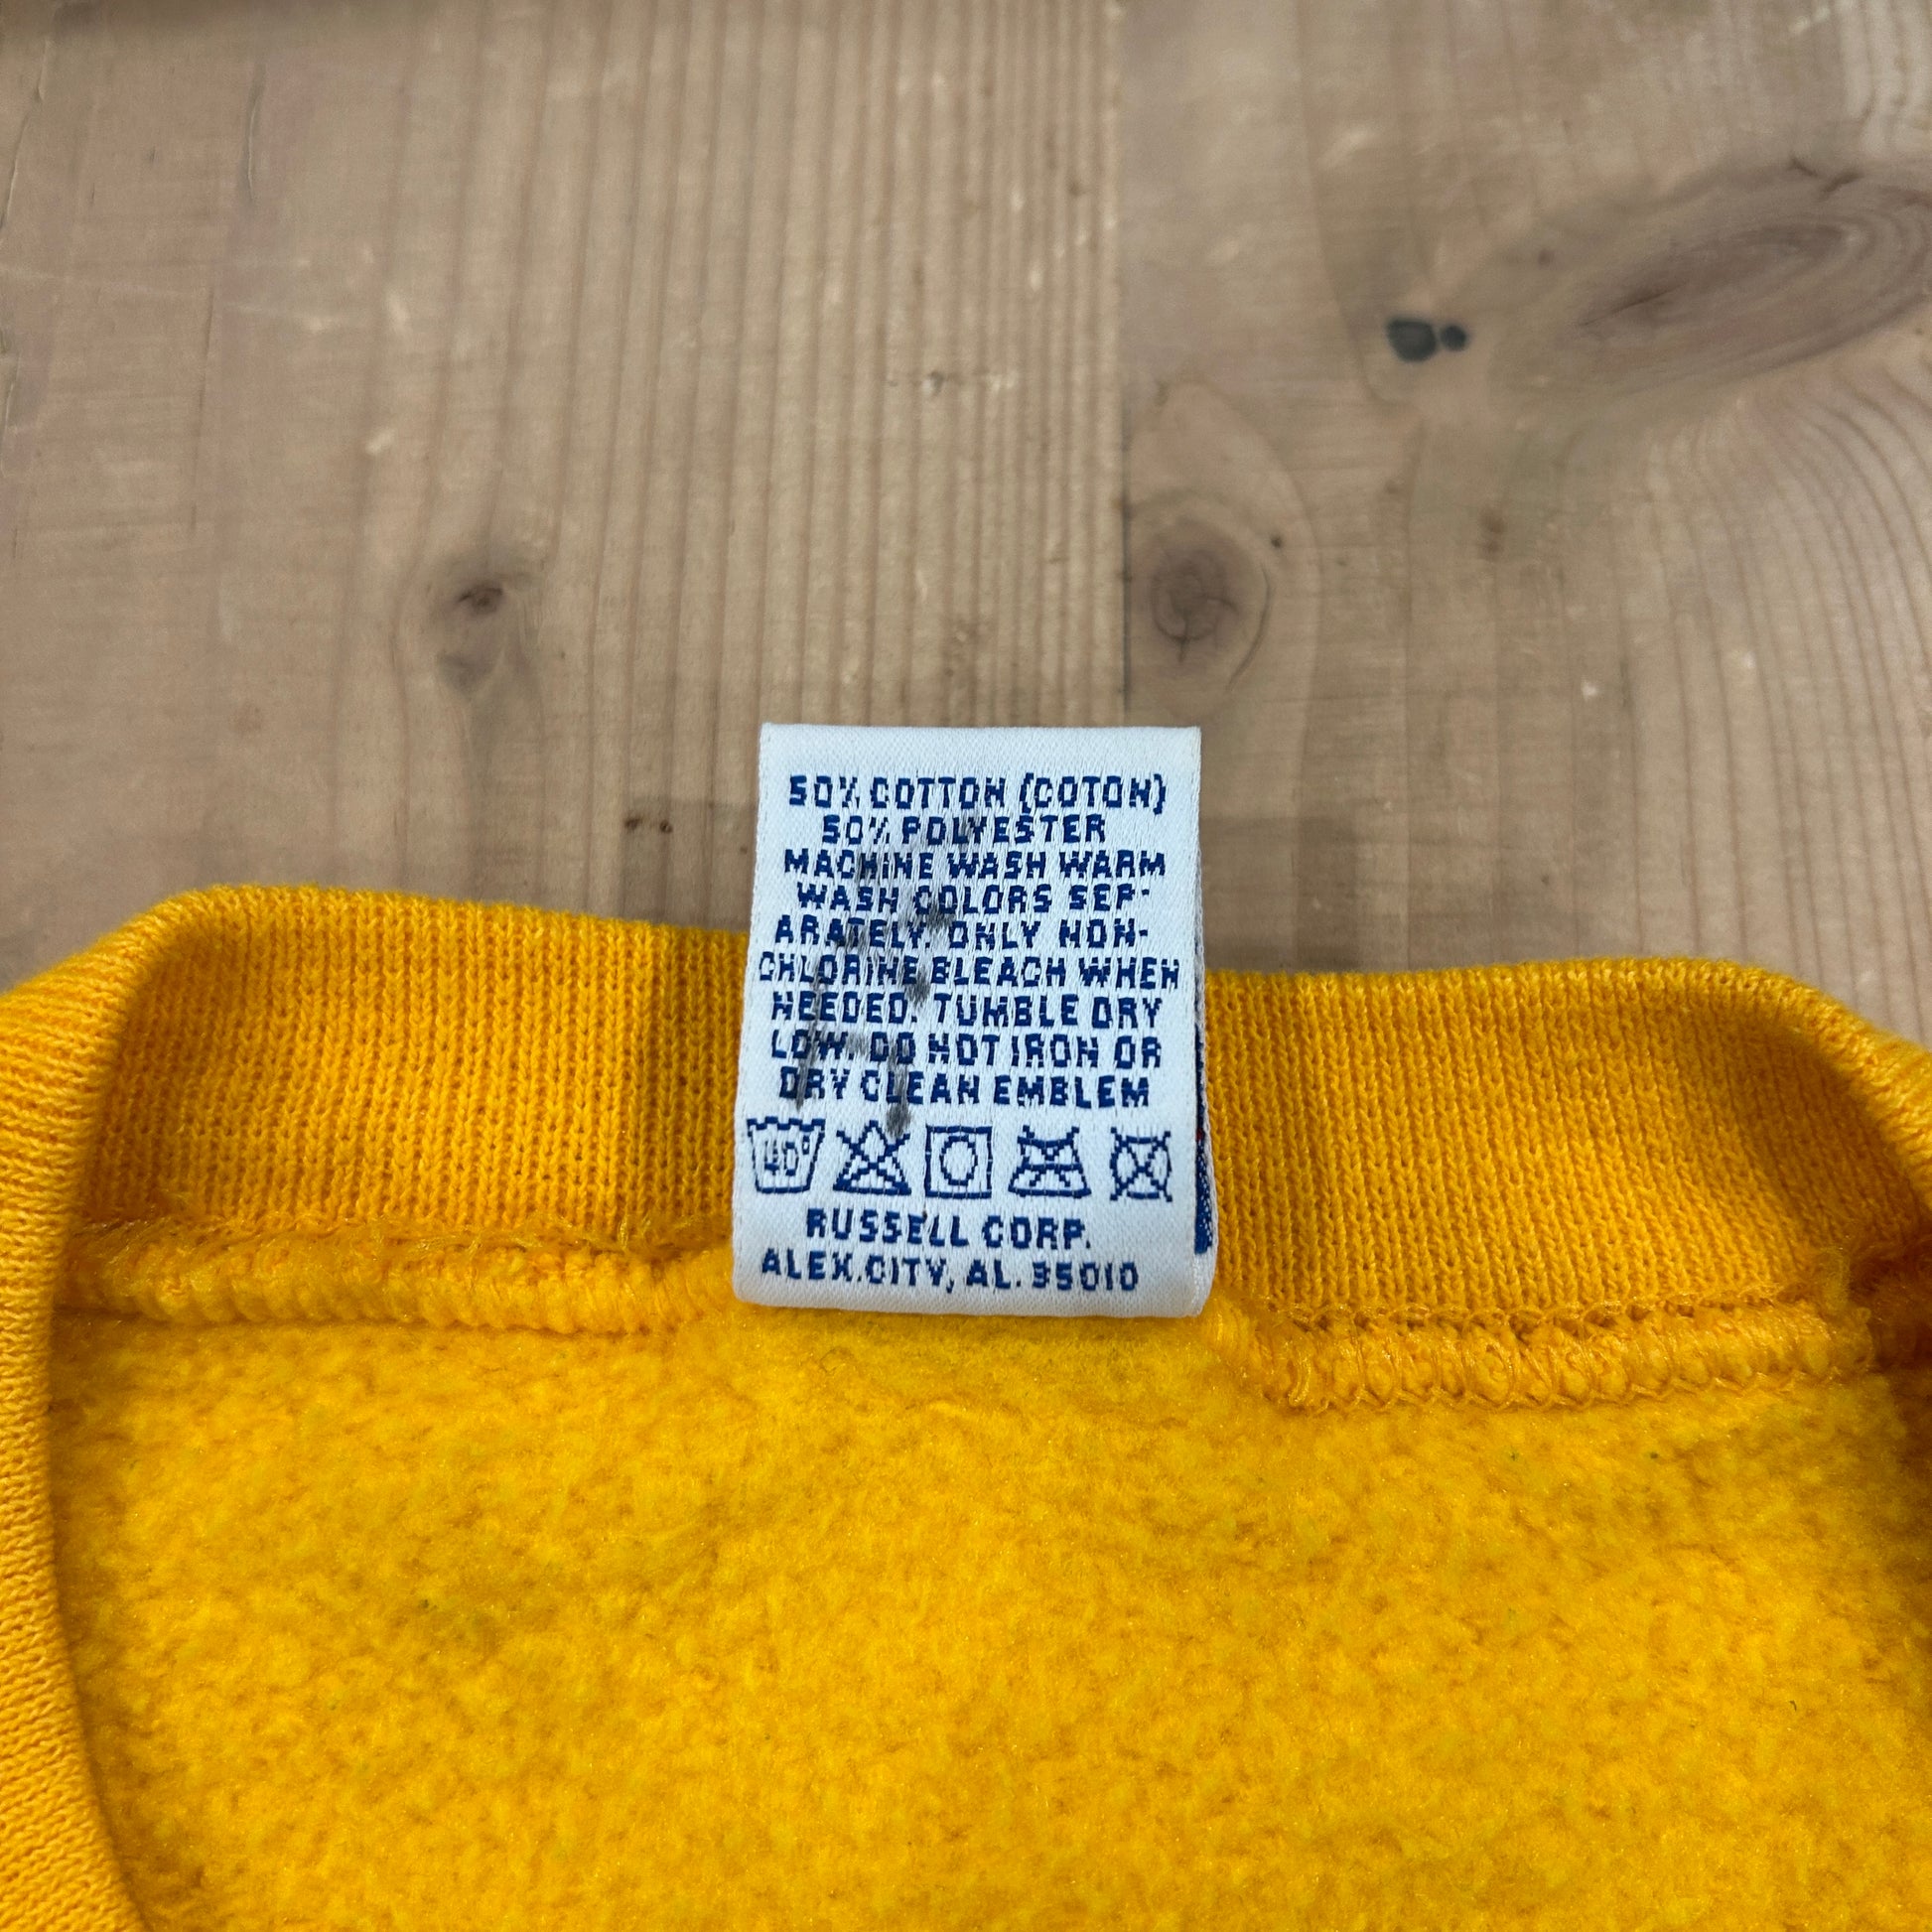 50% COTTON (COTON)
50% POLYESTER
MACHINE WASH WARM
WASH COLORS SEP-
ARATELY. ONLY NON-
CHLORINE BLEACH WHEN
NEEDED. TUMBLE DRY
LOW. DO NOT IRON OR
DRY CLEAN EMBLEM
40°
RUSSELL CORP.
ALEX.CITY, AL. 35010